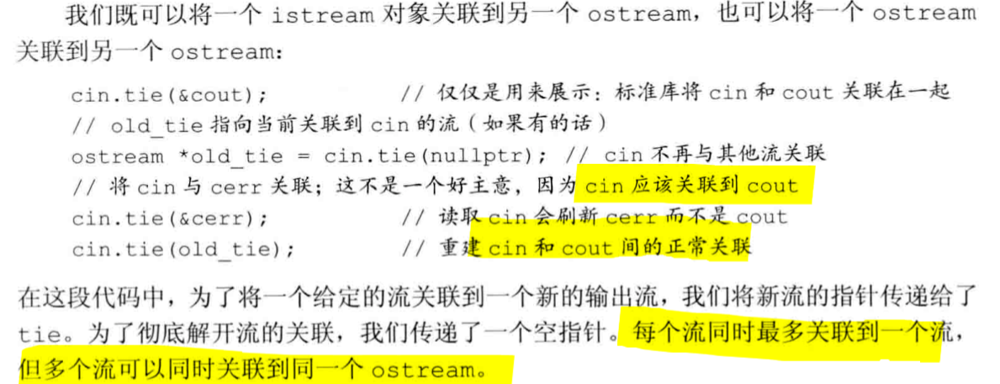 我们既可以将一个 istream 对象关联到另一个 ostream，也可以将一个 ostream
关联到另一个 ostream：
cin.tie(&cout); // 仅仅是用来展示：标准库将 cin 和 cout 关联在一起
// old_tie 指向当前关联到 cin 的流（如果有的话）
ostream *old_tie = cin.tie(nullptr); // cin 不再与其他流关联
// 将 cin 与 cerr 关联；这不是一个好主意，因为 cin 应该关联到 cout
cin.tie(&cerr); // 读取 cin 会刷新 cerr 而不是 cout
cin.tie(old_tie); // 重建 cin 和 cout 间的正常关联
在这段代码中，为了将一个给定的流关联到一个新的输出流，我们将新流的指针传递给了
tie。为了彻底解开流的关联，我们传递了一个空指针。每个流同时最多关联到一个流，
但多个流可以同时关联到同一个 ostream。